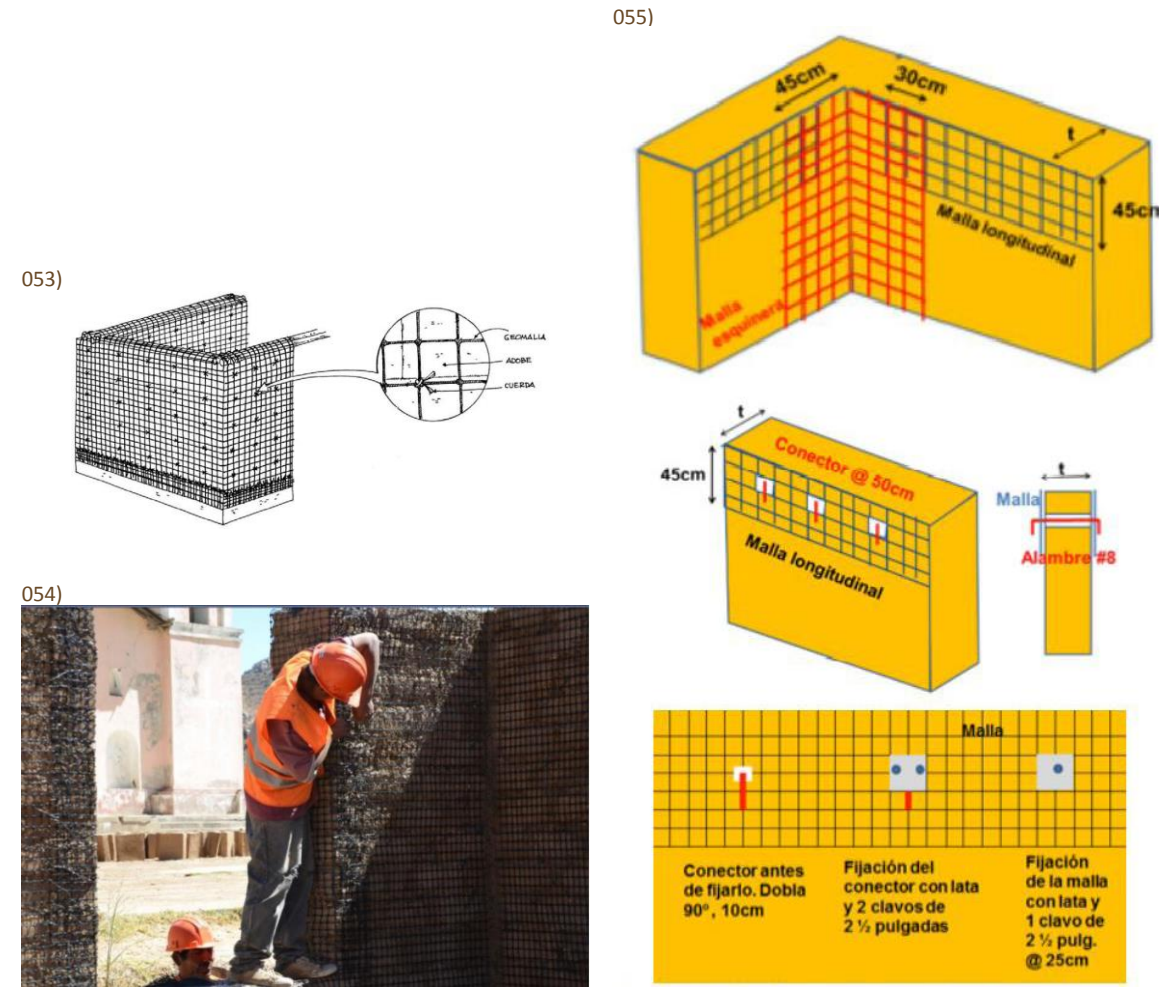 053)
GEOMALLA
ADOBE
CUERDA
054)
055)
45cm
30cm
t
45cm
Malla longitudinal
Malla
esquinera
t
Conector @ 50cm
45cm
Malla longitudinal
t
Malla
Alambre #8
Malla
Conector antes
de fijarlo. Dobla
90°, 10cm
Fijación del
conector con lata
y 2 clavos de
2 ½ pulgadas
Fijación
de la malla
con lata y
1 clavo de
2 ½ pulg.
@ 25cm